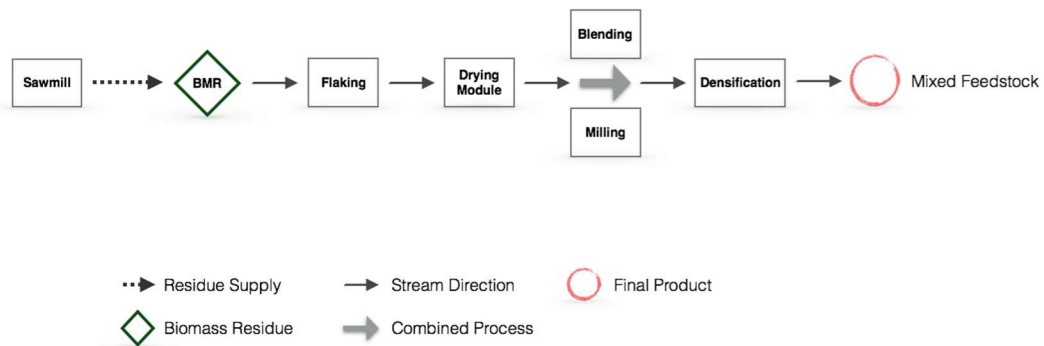 Blending
Sawmill
BMR
Flaking
Drying
Module
Densification
Mixed Feedstock
Milling
Residue Supply
Stream Direction
Final Product
Biomass Residue
Combined Process